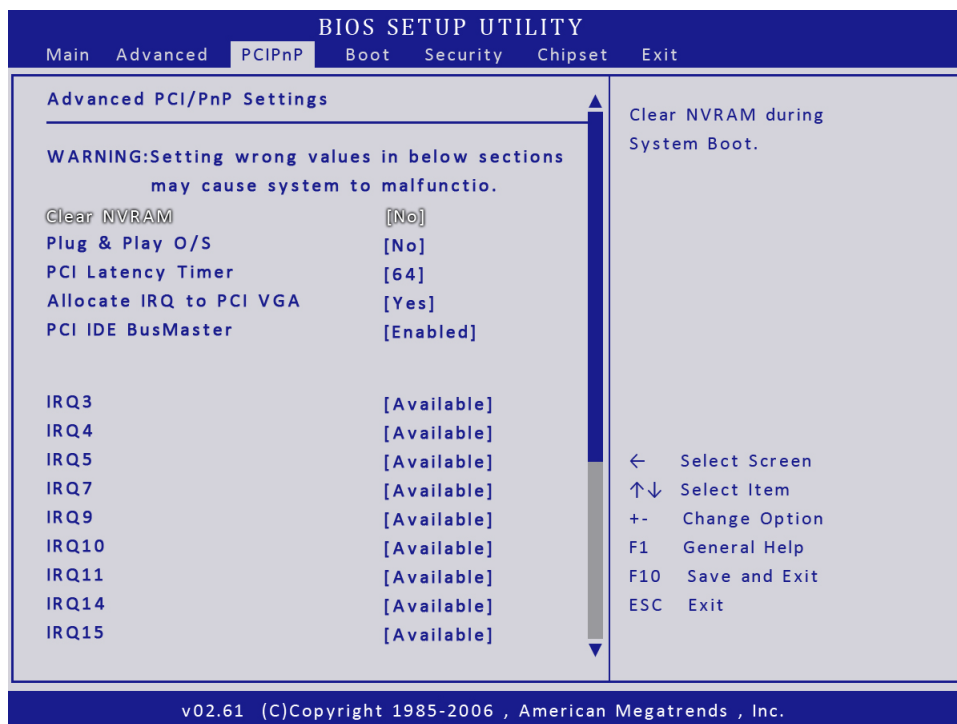 BIOS SETUP UTILITY
Main Advanced PCIPnP Boot Security Chipset Exit
Advanced PCI/PnP Settings
WARNING:Setting wrong values in below sections
may cause system to malfunctio.
Clear NVRAM [No]
Plug & Play O/S [No]
PCI Latency Timer [64]
Allocate IRQ to PCI VGA [Yes]
PCI IDE BusMaster [Enabled]
IRQ3 [Available]
IRQ4 [Available]
IRQ5 [Available]
IRQ7 [Available]
IRQ9 [Available]
IRQ10 [Available]
IRQ11 [Available]
IRQ14 [Available]
IRQ15 [Available]
Clear NVRAM during
System Boot.
← Select Screen
↑↓ Select Item
+- Change Option
F1 General Help
F10 Save and Exit
ESC Exit
v02.61 (C)Copyright 1985-2006 , American Megatrends , Inc.